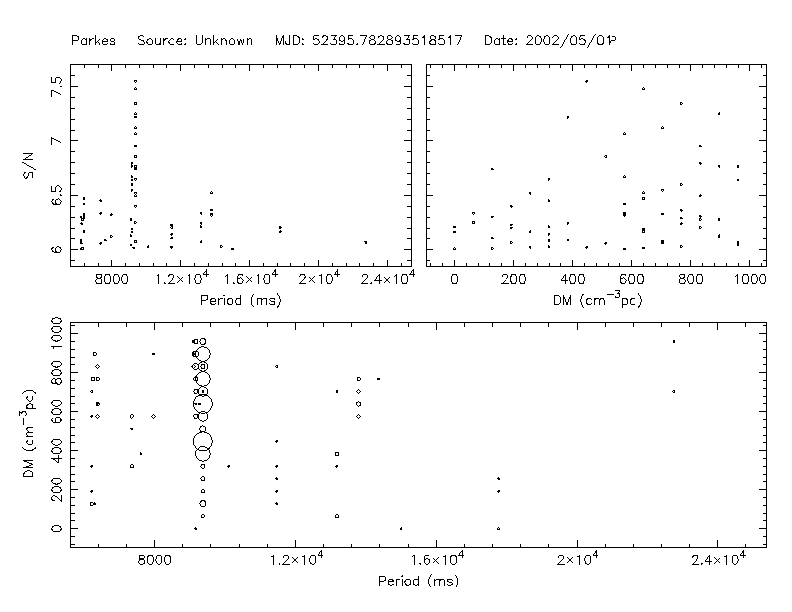 Parkes Source: Unknown MJD: 52395.782893518517 Date: 2002/05/01
S/N
7.5
7
6.5
6
8000 1.2×10⁴ 1.6×10⁴ 2×10⁴ 2.4×10⁴
Period (ms)
0 200 400 600 800 1000
DM (cm⁻³pc)
DM (cm⁻³pc)
1000
800
600
400
200
0
8000 1.2×10⁴ 1.6×10⁴ 2×10⁴ 2.4×10⁴
Period (ms)